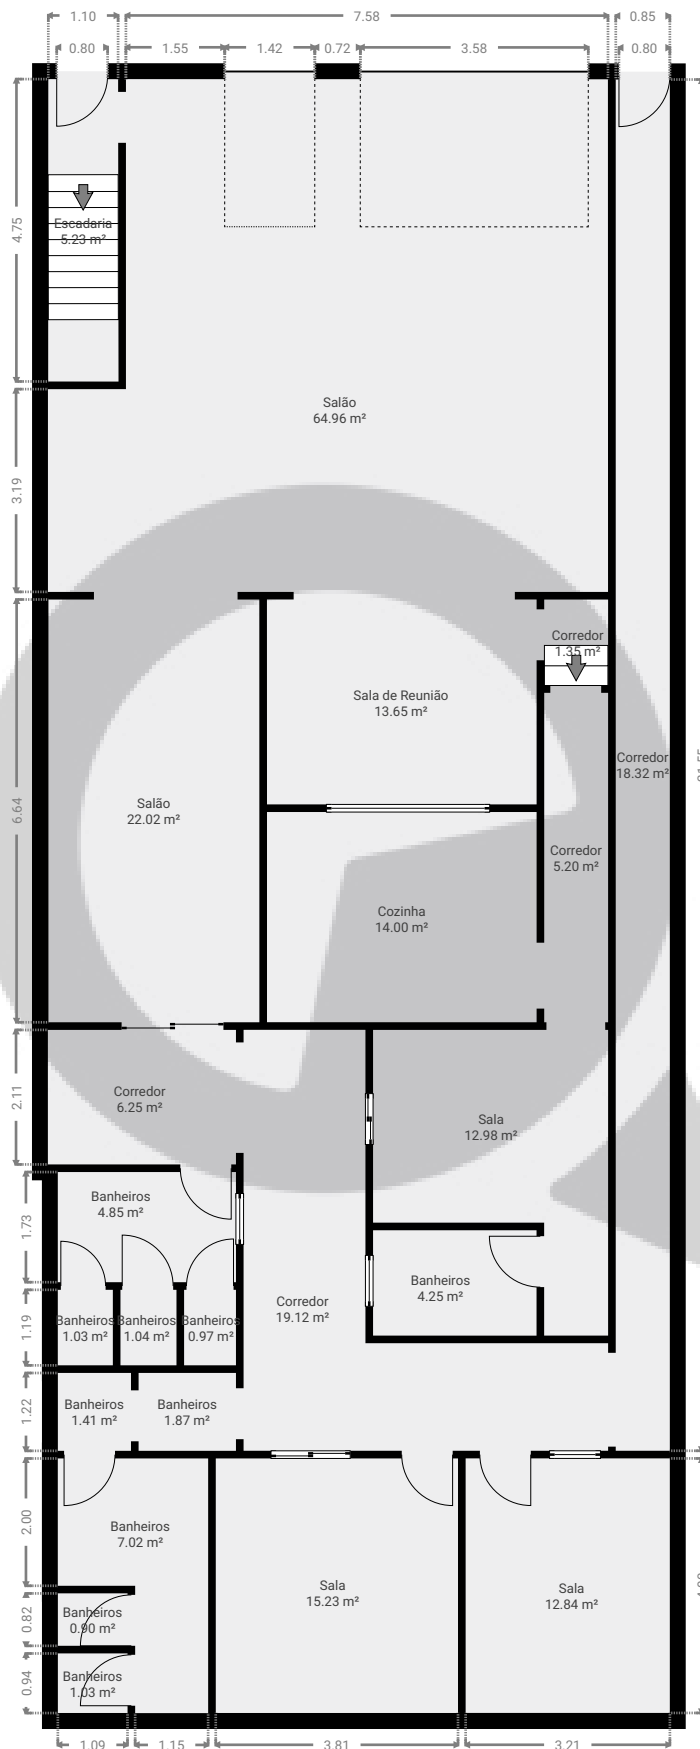 1.10
7.58
0.85
0.80
1.55
1.42
0.72
3.58
0.80
4.75
Escadaria
5.23 m²
Salão
64.96 m²
3.19
Corredor
1.35 m²
Sala de Reunião
13.65 m²
Corredor
18.32 m²
6.64
Salão
22.02 m²
Corredor
5.20 m²
Cozinha
14.00 m²
2.11
Corredor
6.25 m²
Sala
12.98 m²
1.73
Banheiros
4.85 m²
Banheiros
4.25 m²
Corredor
19.12 m²
1.19
Banheiros
1.03 m²
Banheiros
1.04 m²
Banheiros
0.97 m²
1.22
Banheiros
1.41 m²
Banheiros
1.87 m²
2.00
Banheiros
7.02 m²
Sala
15.23 m²
Sala
12.84 m²
0.82
Banheiros
0.90 m²
0.94
Banheiros
1.03 m²
1.09
1.15
3.81
3.21